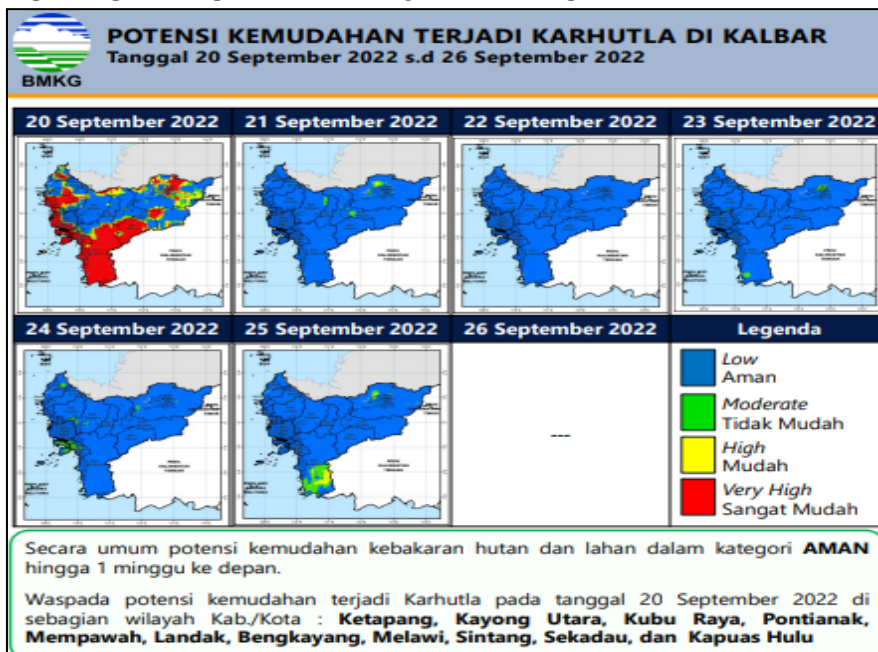 POTENSI KEMUDAHAN TERJADI KARHUTLA DI KALBAR
Tanggal 20 September 2022 s.d 26 September 2022
BMKG
20 September 2022
21 September 2022
22 September 2022
23 September 2022
24 September 2022
25 September 2022
26 September 2022
---
Legenda
Low
Aman
Moderate
Tidak Mudah
High
Mudah
Very High
Sangat Mudah
Secara umum potensi kemudahan kebakaran hutan dan lahan dalam kategori AMAN
hingga 1 minggu ke depan.
Waspada potensi kemudahan terjadi Karhutla pada tanggal 20 September 2022 di
sebagian wilayah Kab./Kota : Ketapang, Kayong Utara, Kubu Raya, Pontianak,
Mempawah, Landak, Bengkayang, Melawi, Sintang, Sekadau, dan Kapuas Hulu